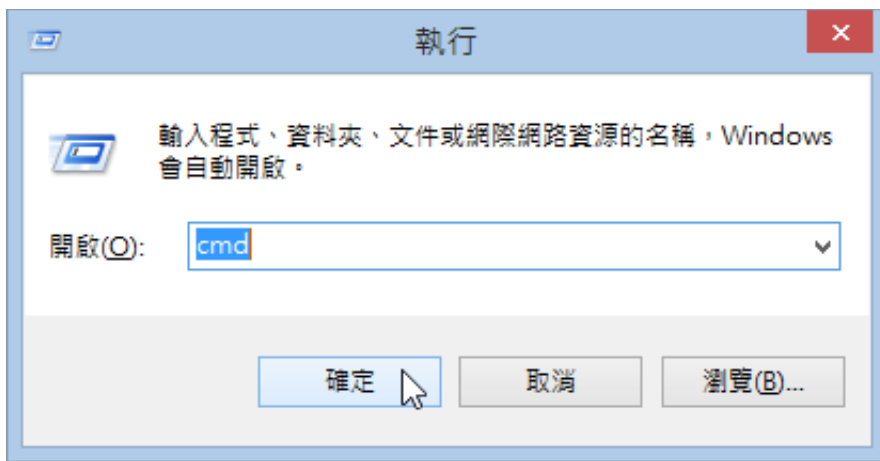 執行
輸入程式、資料夾、文件或網際網路資源的名稱，Windows
會自動開啟。
開啟(O):
cmd
確定
取消
瀏覽(B)...